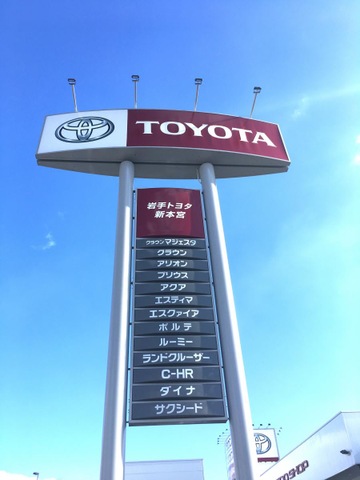 TOYOTA
岩手トヨタ
新本宮
クラウンマジェスタ
クラウン
アリオン
プリウス
アクア
エスティマ
エスクァイア
ポルテ
ルーミー
ランドクルーザー
C-HR
ダイナ
サクシード